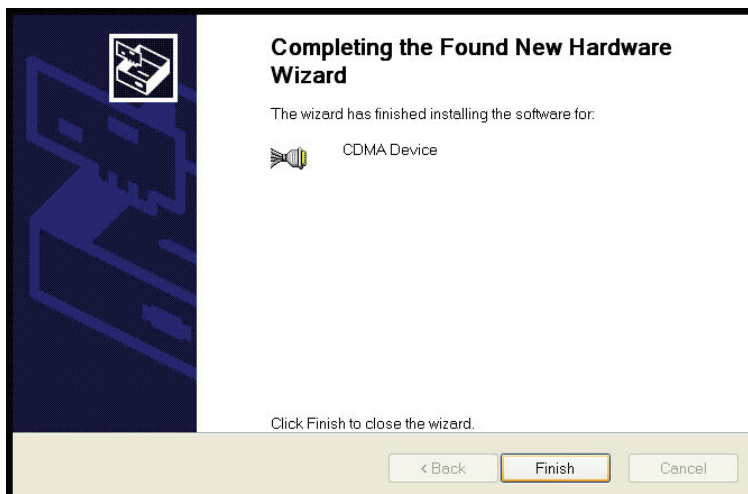 Completing the Found New Hardware
Wizard
The wizard has finished installing the software for:
CDMA Device
Click Finish to close the wizard.
< Back Finish Cancel